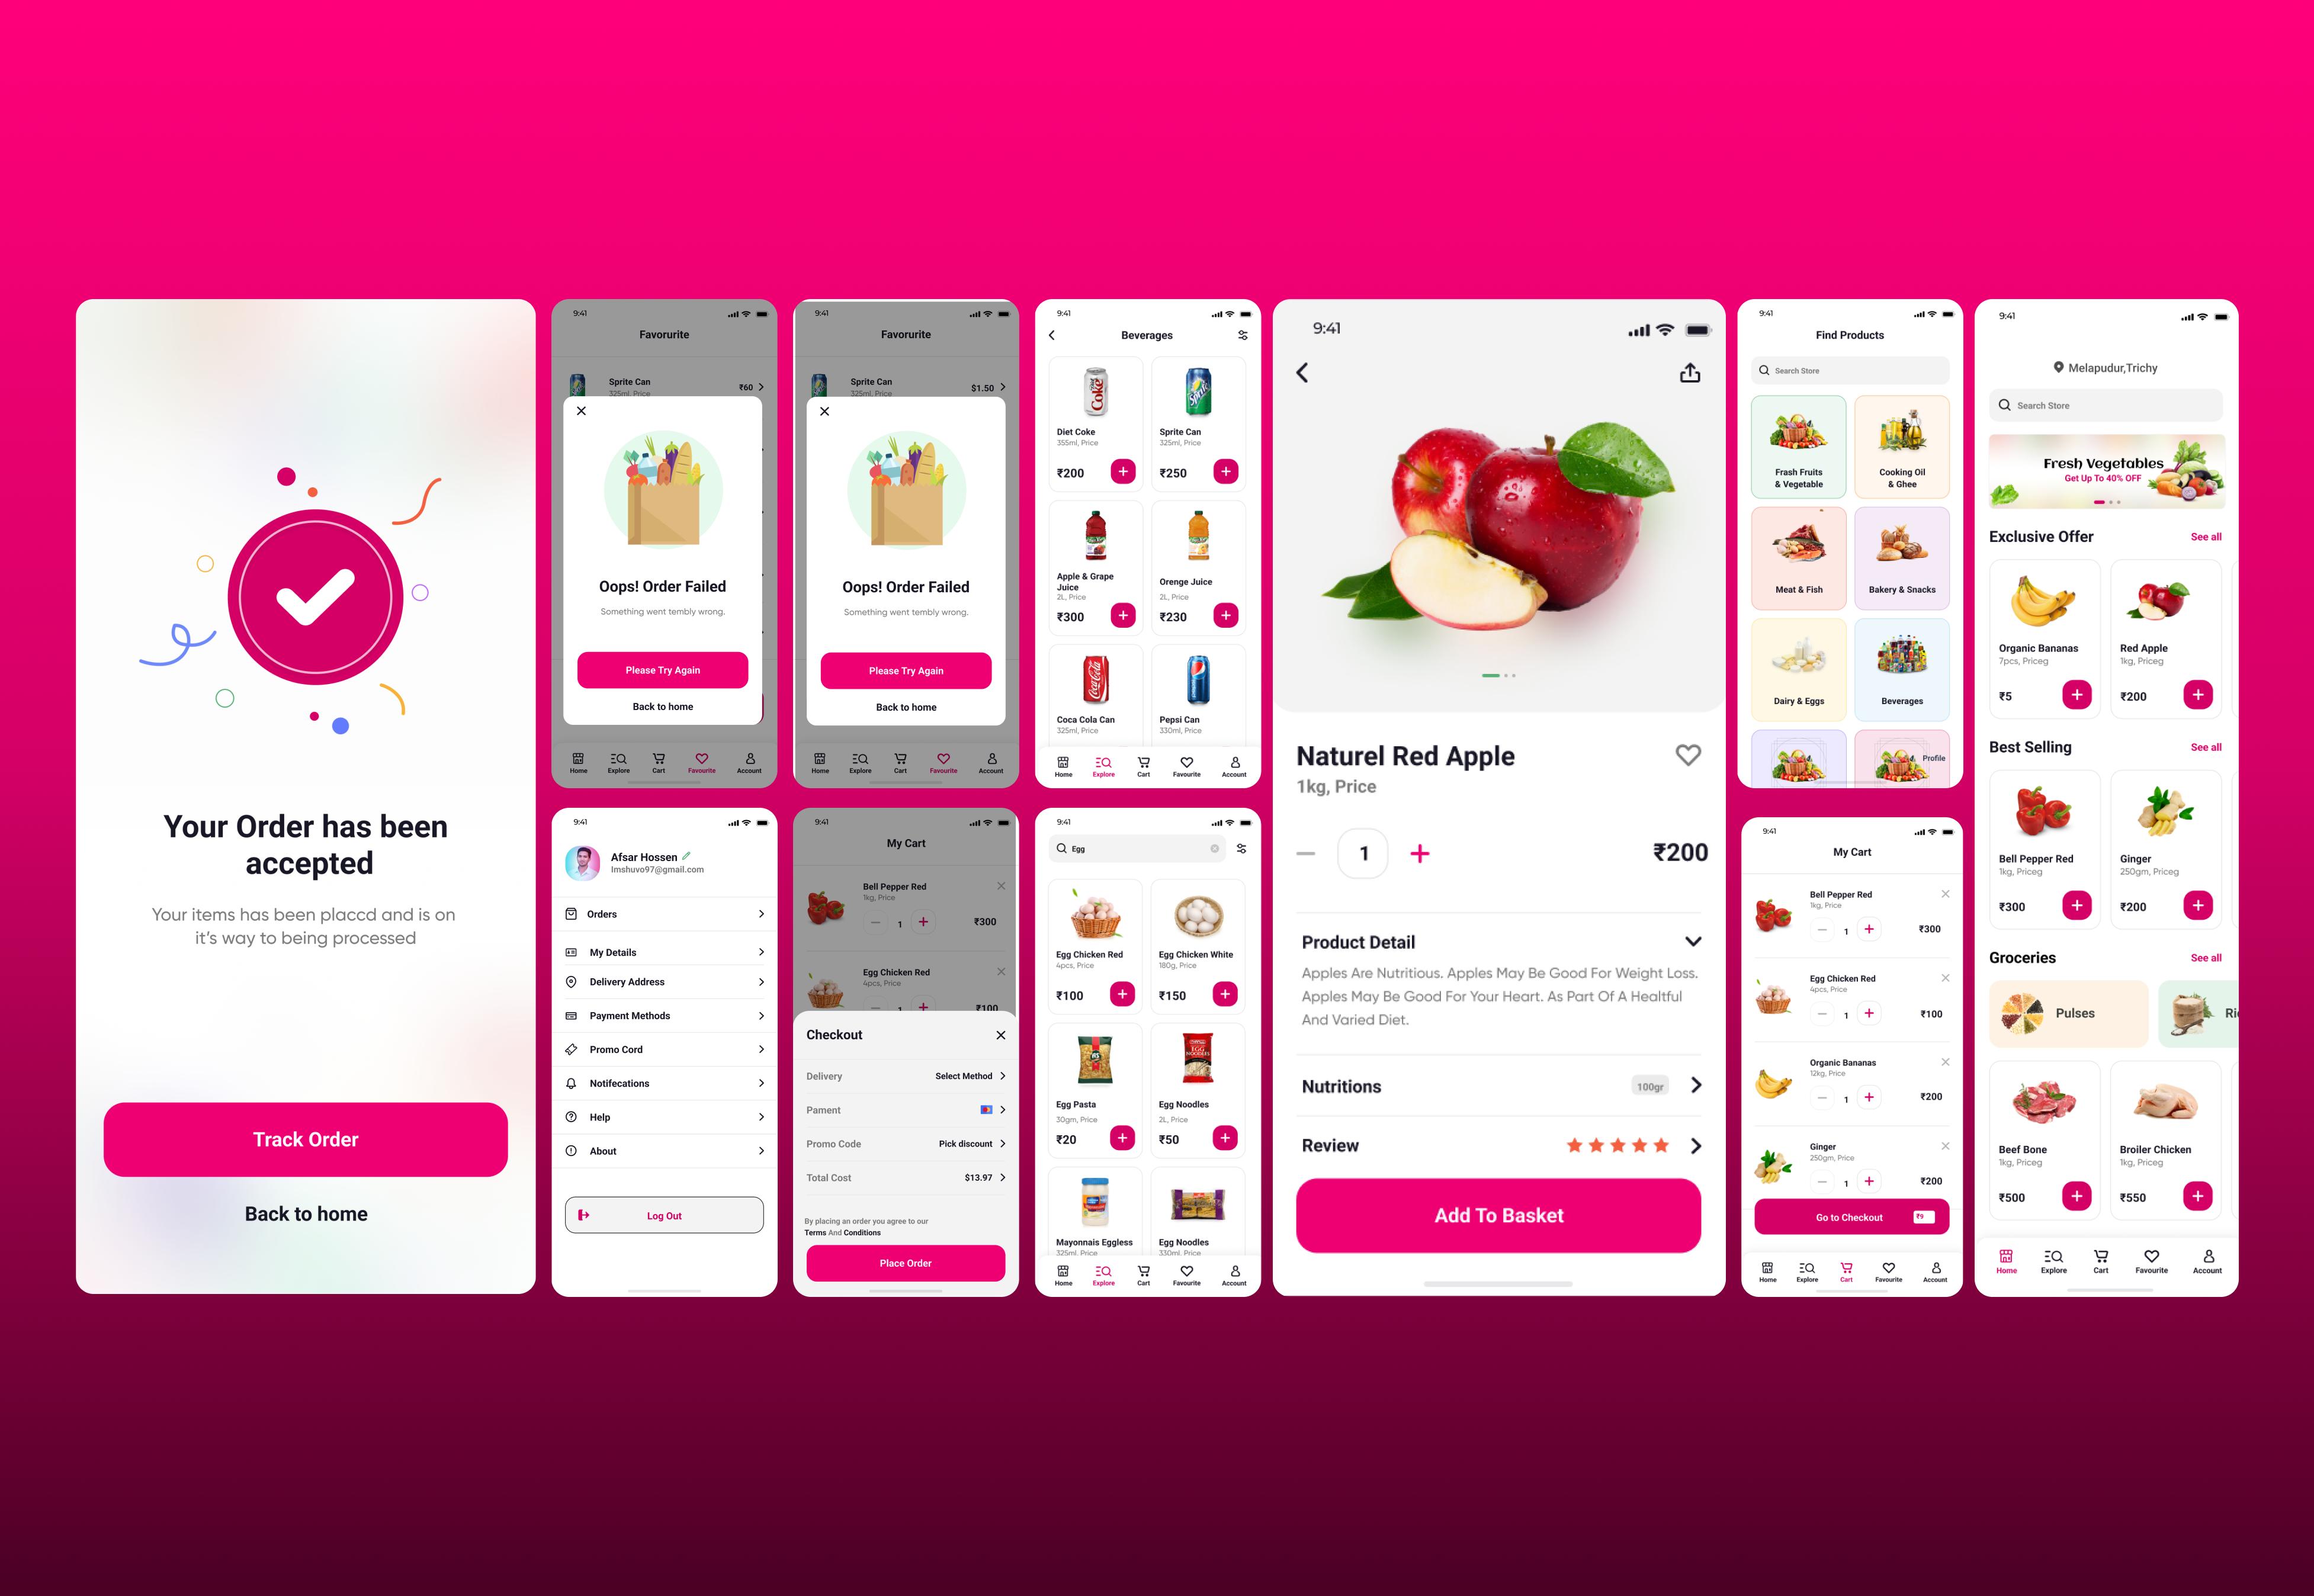 Your Order has been
accepted
Your items has been placcd and is on
it's way to being processed
Track Order
Back to home
9:41
Favorurite
Sprite Can
325ml, Price
₹60
Oops! Order Failed
Something went tembly wrong.
Please Try Again
Back to home
Home
Explore
Cart
Favourite
Account
9:41
Favorurite
Sprite Can
325ml, Price
$1.50
Oops! Order Failed
Something went tembly wrong.
Please Try Again
Back to home
Home
Explore
Cart
Favourite
Account
9:41
Beverages
Diet Coke
355ml, Price
₹200
Sprite Can
325ml, Price
₹250
Apple & Grape
Juice
2L, Price
₹300
Orenge Juice
2L, Price
₹230
Coca Cola Can
325ml, Price
Pepsi Can
330ml, Price
Home
Explore
Cart
Favourite
Account
9:41
Afsar Hossen
Imshuvo97@gmail.com
Orders
My Details
Delivery Address
Payment Methods
Promo Cord
Notifecations
Help
About
Log Out
9:41
My Cart
Bell Pepper Red
1kg, Price
1
₹300
Egg Chicken Red
4pcs, Price
1
₹100
Checkout
Delivery
Select Method
Pament
Promo Code
Pick discount
Total Cost
$13.97
By placing an order you agree to our
Terms And Conditions
Place Order
9:41
Egg
Egg Chicken Red
4pcs, Price
₹100
Egg Chicken White
180g, Price
₹150
Egg Pasta
30gm, Price
₹20
Egg Noodles
2L, Price
₹50
Mayonnais Eggless
325ml, Price
Egg Noodles
330ml, Price
Home
Explore
Cart
Favourite
Account
9:41
Naturel Red Apple
1kg, Price
1
₹200
Product Detail
Apples Are Nutritious. Apples May Be Good For Weight Loss.
Apples May Be Good For Your Heart. As Part Of A Healtful
And Varied Diet.
Nutritions
100gr
Review
Add To Basket
9:41
Find Products
Search Store
Frash Fruits
& Vegetable
Cooking Oil
& Ghee
Meat & Fish
Bakery & Snacks
Dairy & Eggs
Beverages
Profile
9:41
My Cart
Bell Pepper Red
1kg, Price
1
₹300
Egg Chicken Red
4pcs, Price
1
₹100
Organic Bananas
12kg, Price
1
₹200
Ginger
250gm, Price
1
₹200
Go to Checkout
₹9
Home
Explore
Cart
Favourite
Account
9:41
Melapudur,Trichy
Search Store
Fresh Vegetables
Get Up To 40% OFF
Exclusive Offer
See all
Organic Bananas
7pcs, Priceg
₹5
Red Apple
1kg, Priceg
₹200
Best Selling
See all
Bell Pepper Red
1kg, Priceg
₹300
Ginger
250gm, Priceg
₹200
Groceries
See all
Pulses
Ri
Beef Bone
1kg, Priceg
₹500
Broiler Chicken
1kg, Priceg
₹550
Home
Explore
Cart
Favourite
Account